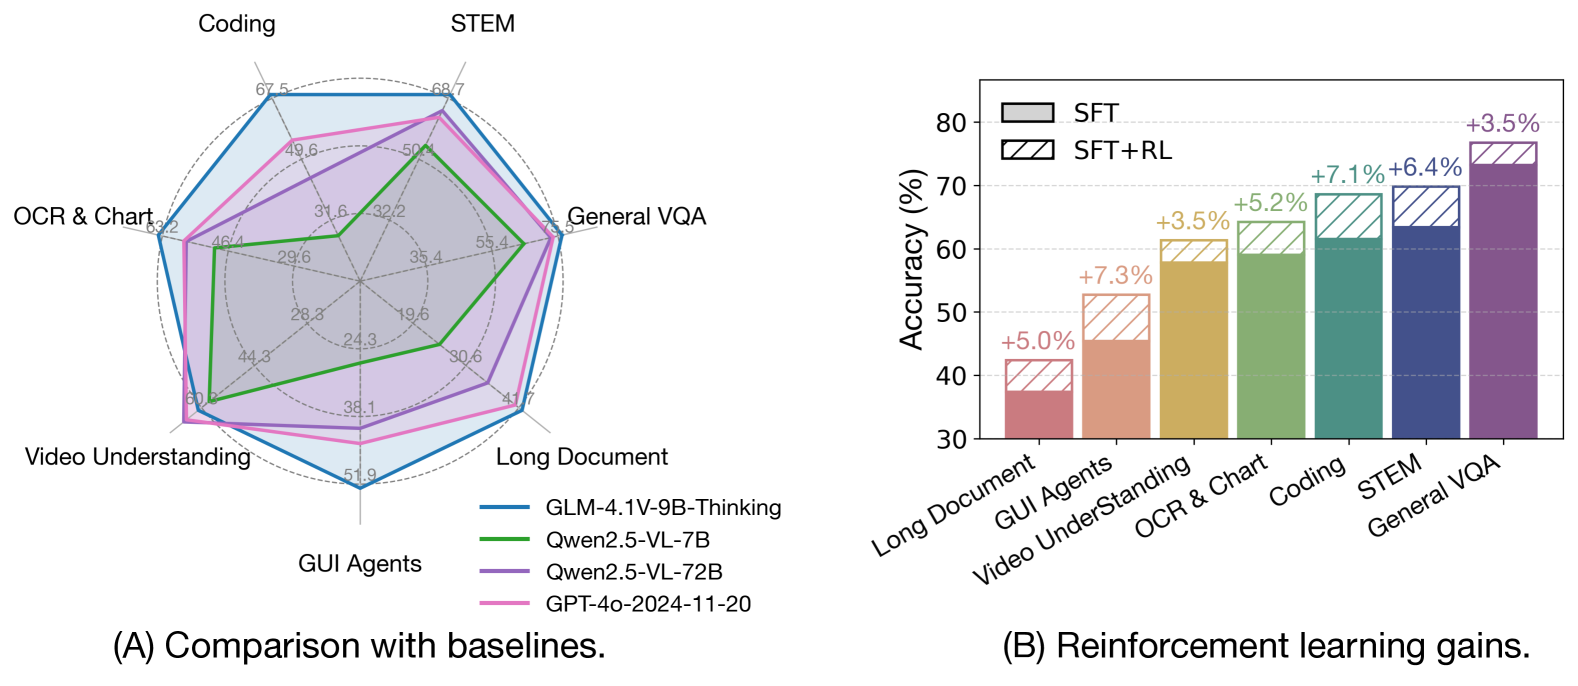 Coding
STEM
67.5
68.7
49.6
50.4
31.6
32.2
OCR & Chart
63.2
General VQA
75.5
46.4
29.6
55.4
35.4
28.3
19.6
44.3
24.3
30.6
60.3
38.1
41.7
Video Understanding
Long Document
51.9
GUI Agents
GLM-4.1V-9B-Thinking
Qwen2.5-VL-7B
Qwen2.5-VL-72B
GPT-4o-2024-11-20
(A) Comparison with baselines.
SFT
SFT+RL
Accuracy (%)
80
70
60
50
40
30
+5.0%
+7.3%
+3.5%
+5.2%
+7.1%
+6.4%
+3.5%
Long Document
GUI Agents
Video UnderStanding
OCR & Chart
Coding
STEM
General VQA
(B) Reinforcement learning gains.